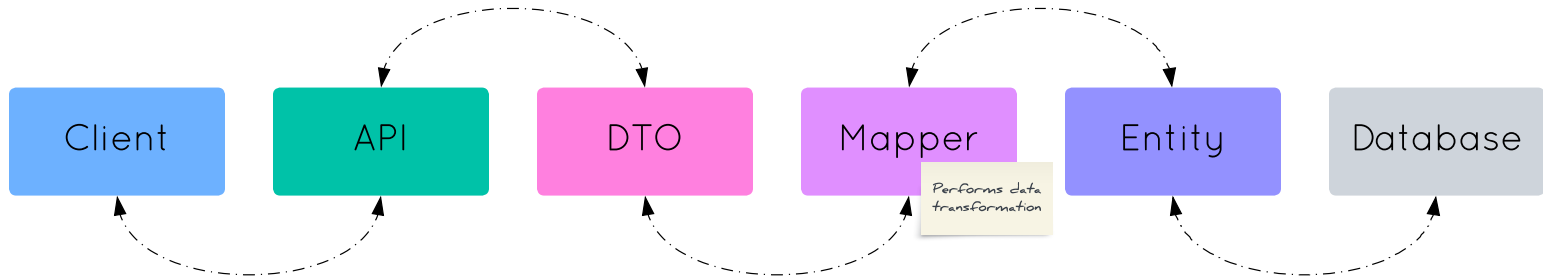 Client
API
DTO
Mapper
Entity
Database
Performs data
transformation